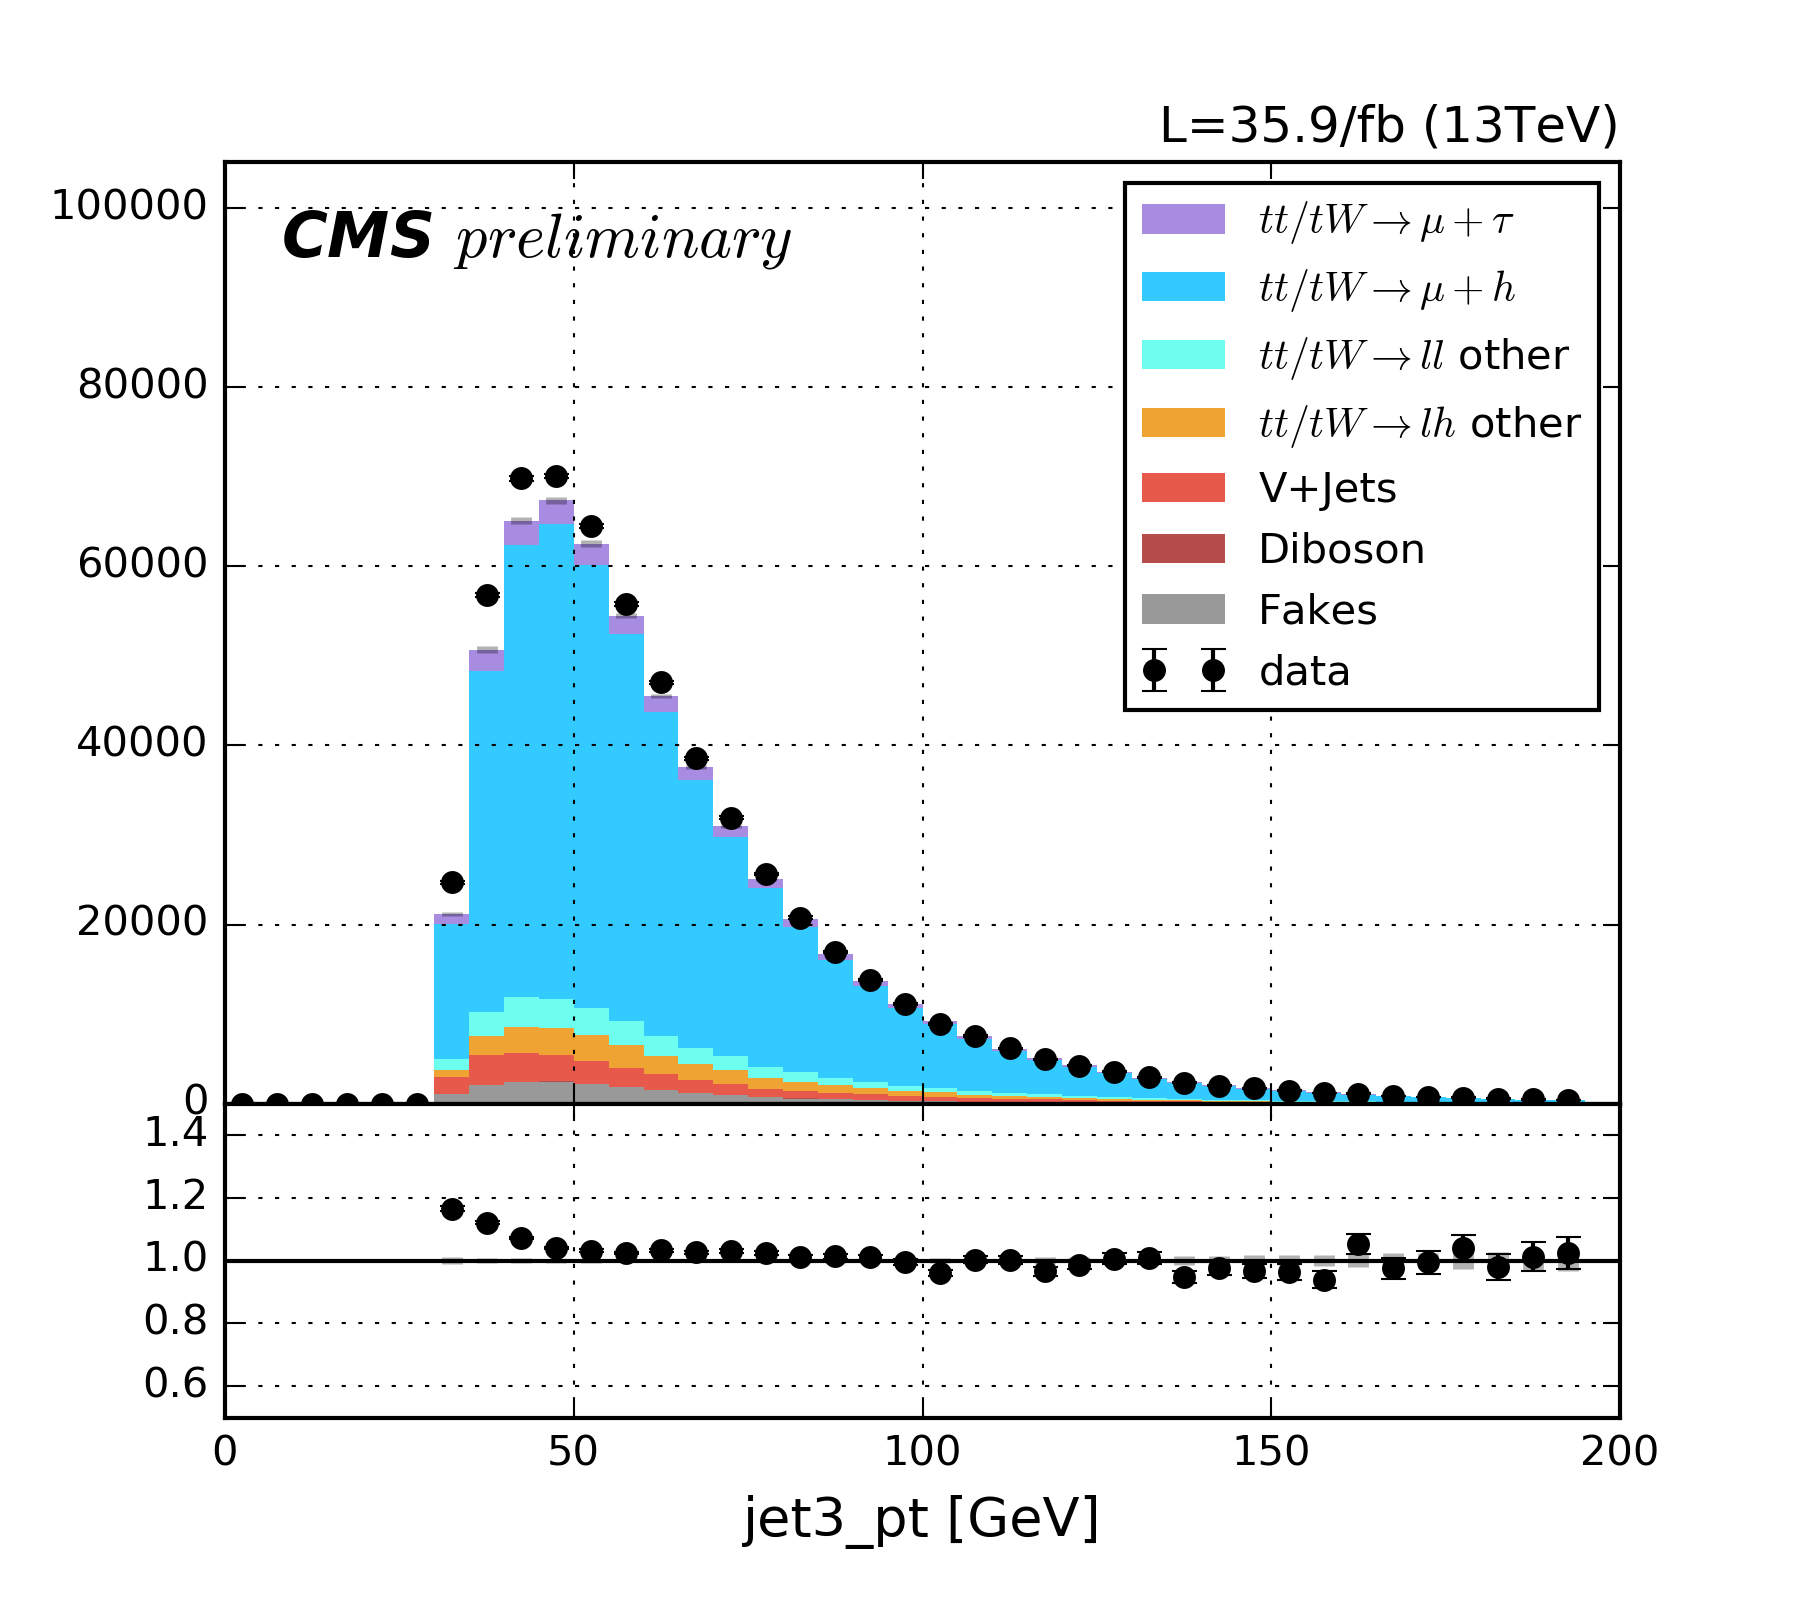 L=35.9/fb (13TeV)
CMS preliminary
100000
80000
60000
40000
20000
0
tt/tW→μ+τ
tt/tW→μ+h
tt/tW→ll other
tt/tW→lh other
V+Jets
Diboson
Fakes
data
1.4
1.2
1.0
0.8
0.6
0 50 100 150 200
jet3_pt [GeV]